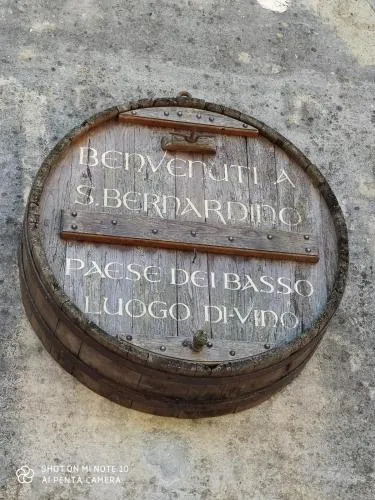 BENVENUTI A
S.BERNARDINO
PAESE DEI BASSO
LUOGO DI-VINO
SHOT ON MI NOTE 10
AI PENTA CAMERA